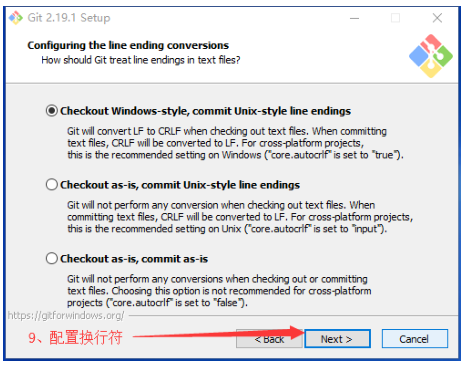 Git 2.19.1 Setup
Configuring the line ending conversions
How should Git treat line endings in text files?
Checkout Windows-style, commit Unix-style line endings
Git will convert LF to CRLF when checking out text files. When committing
text files, CRLF will be converted to LF. For cross-platform projects,
this is the recommended setting on Windows ("core.autocrlf" is set to "true").
Checkout as-is, commit Unix-style line endings
Git will not perform any conversion when checking out text files. When
committing text files, CRLF will be converted to LF. For cross-platform projects,
this is the recommended setting on Unix ("core.autocrlf" is set to "input").
Checkout as-is, commit as-is
Git will not perform any conversions when checking out or committing
text files. Choosing this option is not recommended for cross-platform
projects ("core.autocrlf" is set to "false").
https://gitforwindows.org/
9、配置换行符
< Back Next > Cancel